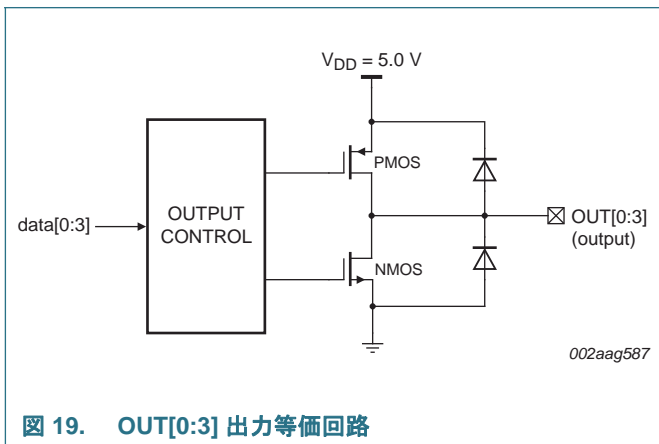 V_DD = 5.0 V
PMOS
data[0:3]
OUTPUT
CONTROL
OUT[0:3]
(output)
NMOS
002aag587
図 19. OUT[0:3] 出力等価回路